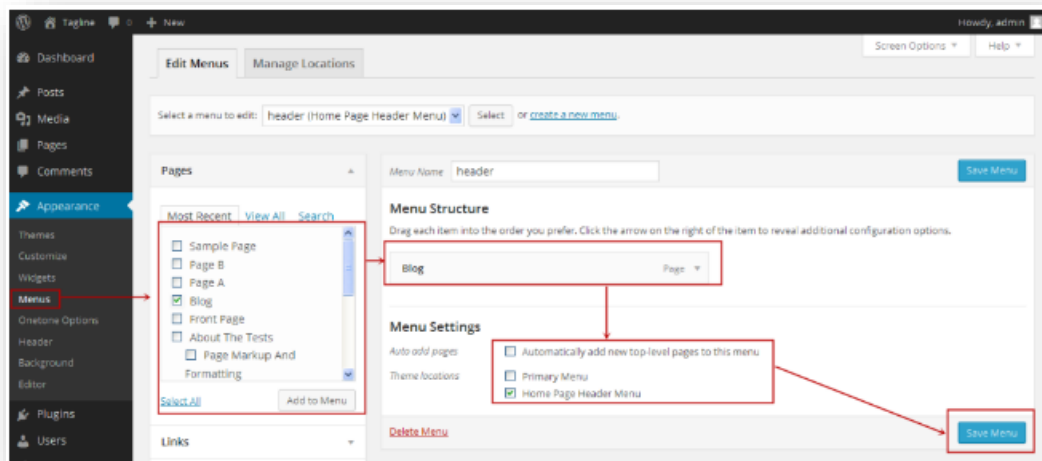 Tagline 0 + New Howdy, admin
Screen Options Help
Dashboard
Posts
Media
Pages
Comments
Appearance
Themes
Customize
Widgets
Menus
Onetone Options
Header
Background
Editor
Plugins
Users
Edit Menus Manage Locations
Select a menu to edit: header (Home Page Header Menu) Select or create a new menu.
Pages
Most Recent View All Search
Sample Page
Page B
Page A
Blog
Front Page
About The Tests
Page Markup And
Formatting
Select All Add to Menu
Links
Menu Name header Save Menu
Menu Structure
Drag each item into the order you prefer. Click the arrow on the right of the item to reveal additional configuration options.
Blog Page
Menu Settings
Auto add pages Automatically add new top-level pages to this menu
Theme locations Primary Menu
Home Page Header Menu
Delete Menu Save Menu